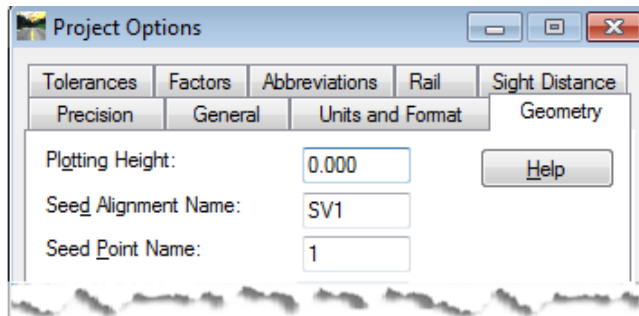 Project Options
Tolerances Factors Abbreviations Rail Sight Distance
Precision General Units and Format Geometry
Plotting Height: 0.000 Help
Seed Alignment Name: SV1
Seed Point Name: 1